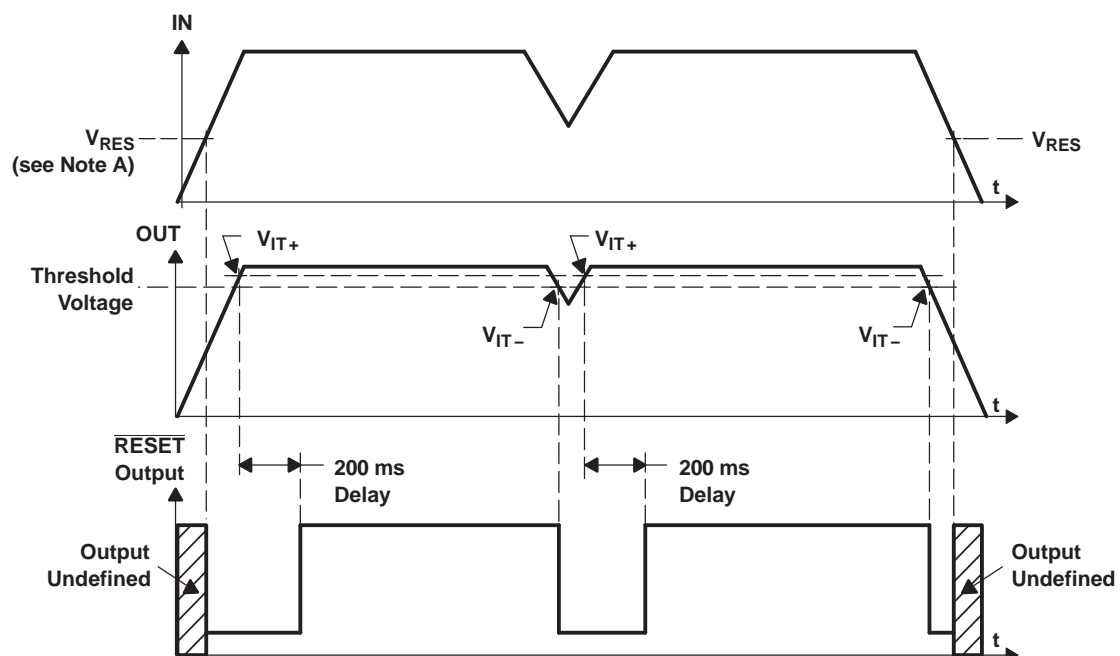 IN
V_RES
(see Note A)
V_RES
t
OUT
V_IT+
V_IT+
Threshold
Voltage
V_IT−
V_IT−
t
RESET
Output
200 ms
Delay
200 ms
Delay
Output
Undefined
Output
Undefined
t